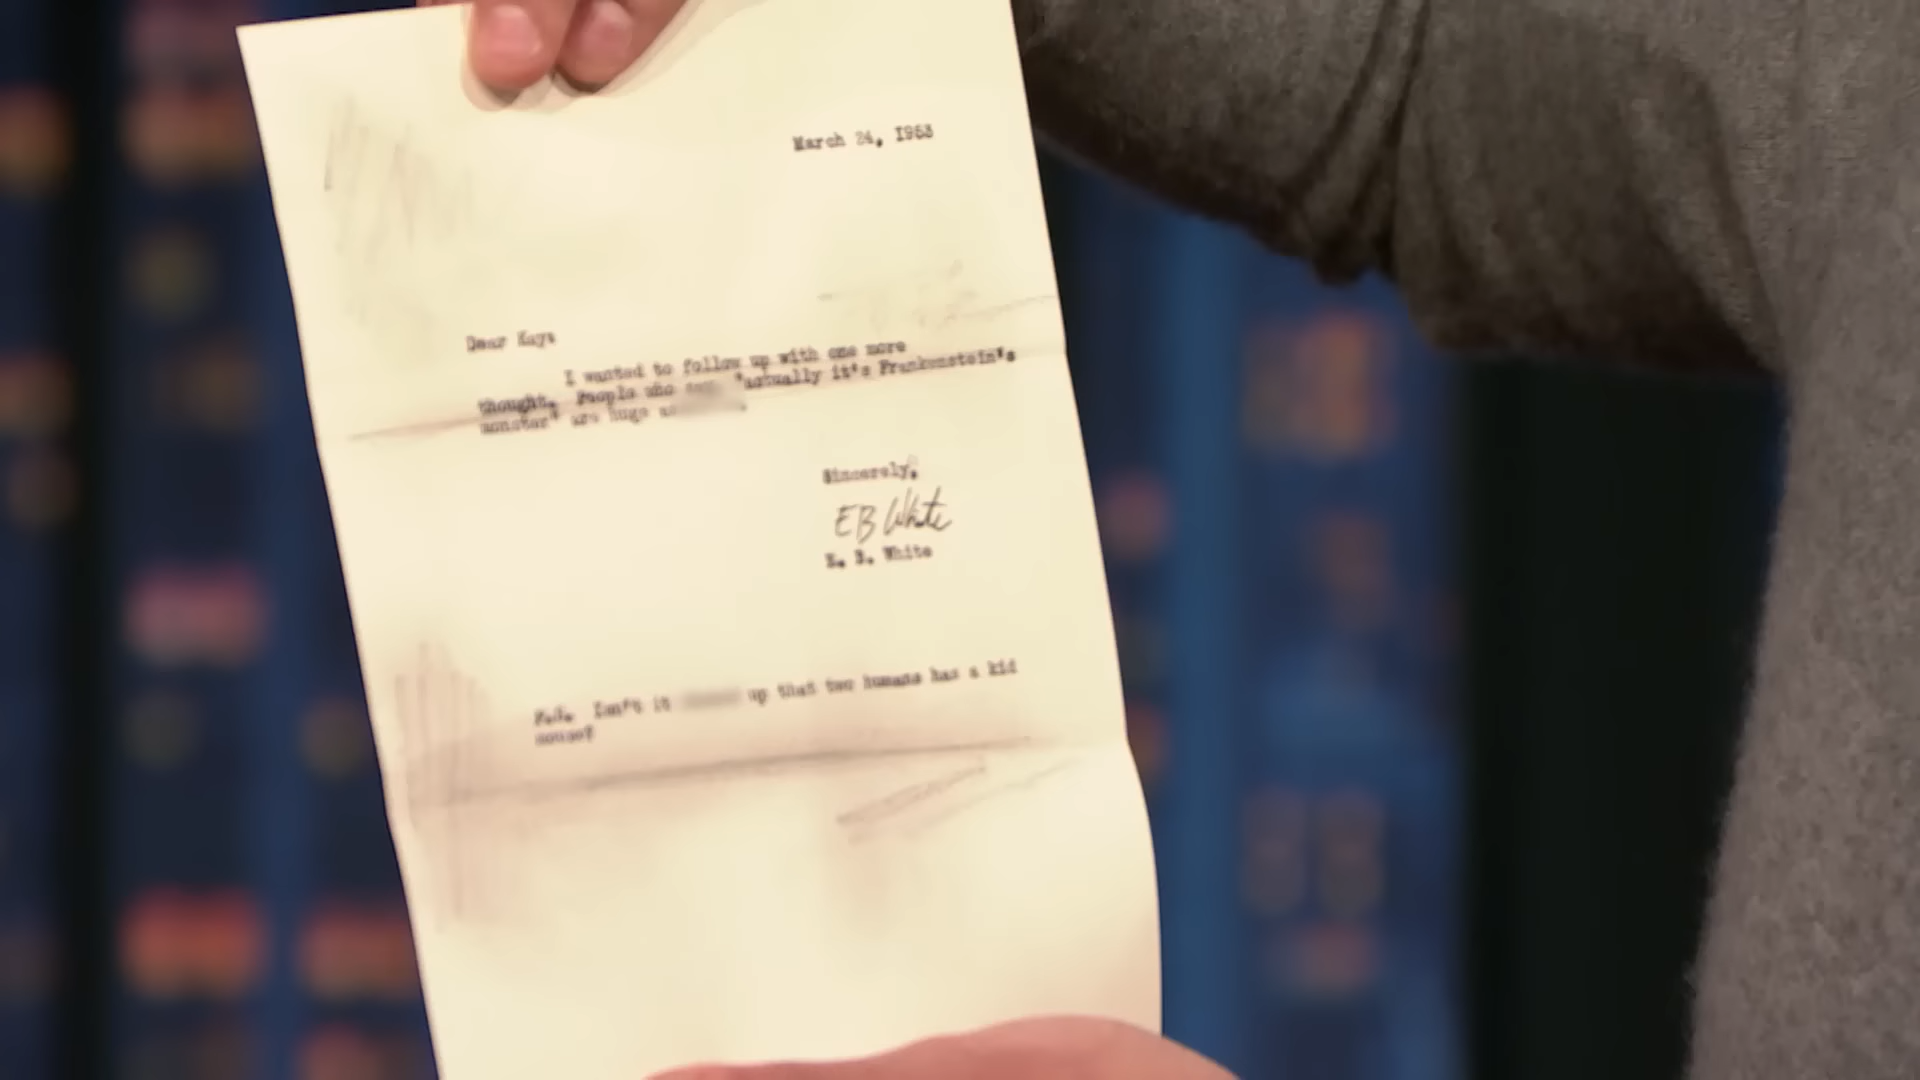 March 24, 1953
Dear Kay:
I wanted to follow up with one more
thought. People who "actually it's Frankenstein's
monster" are huge
Sincerely,
EB White
E. B. White
Isn't it up that two humans has a kid
mouse?